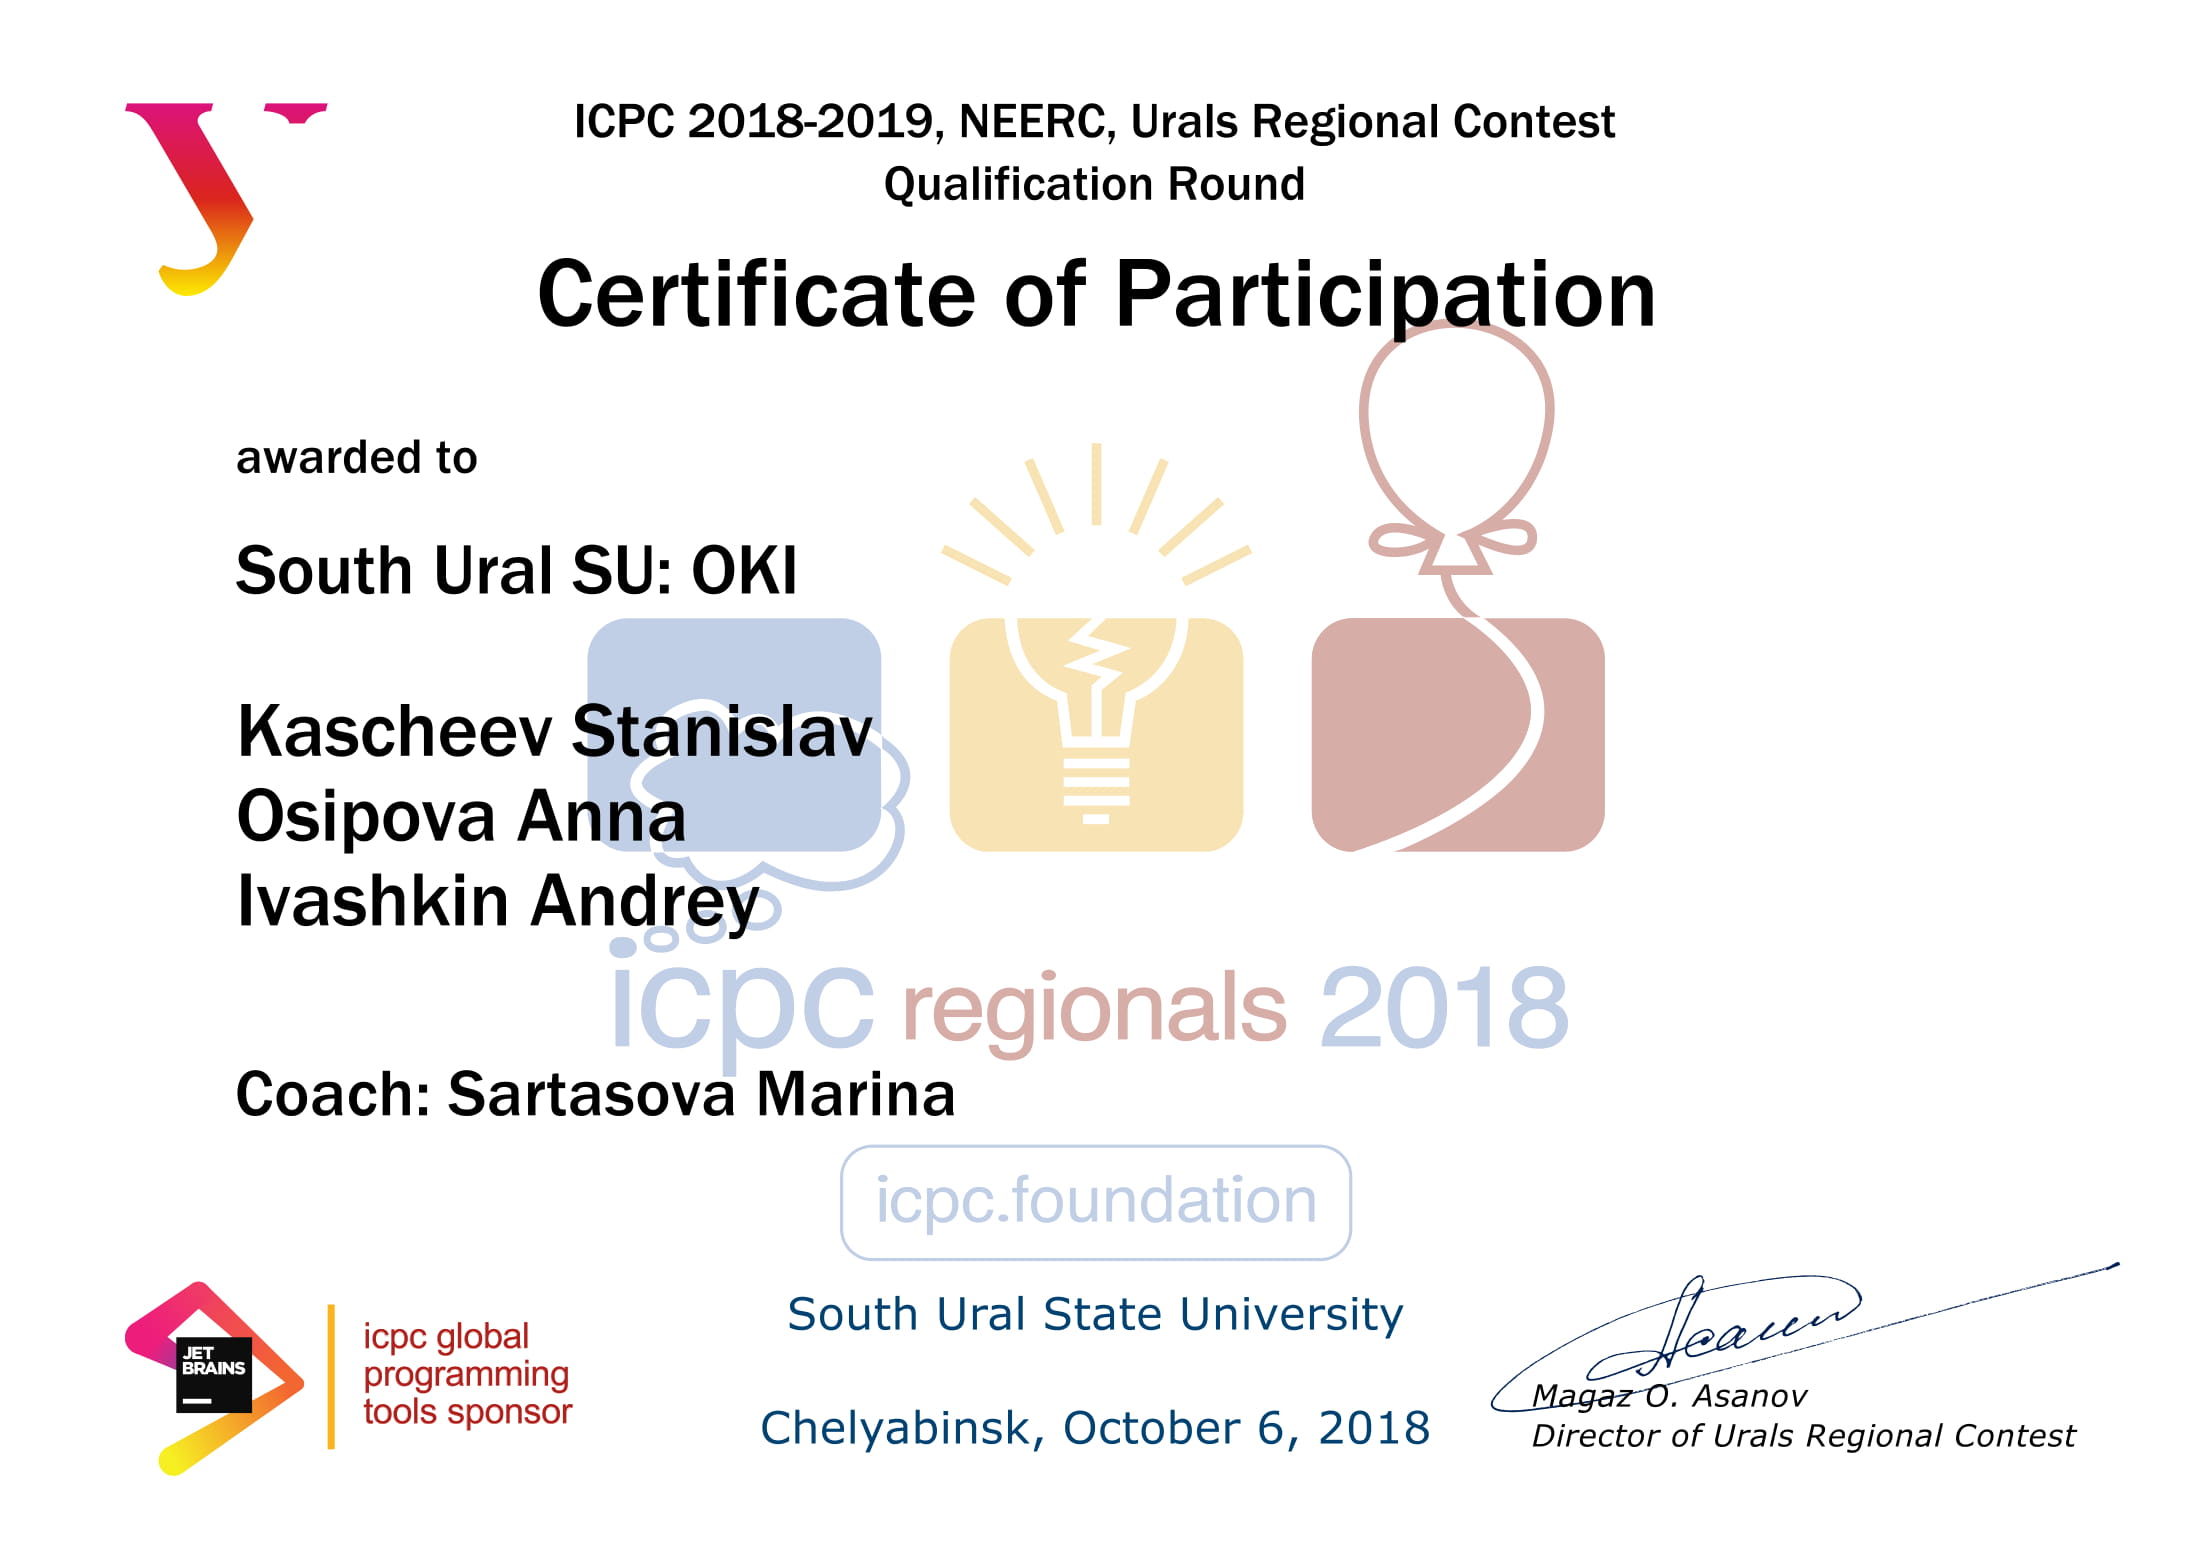 ICPC 2018-2019, NEERC, Urals Regional Contest
Qualification Round
Certificate of Participation
awarded to
South Ural SU: OKI
Kascheev Stanislav
Osipova Anna
Ivashkin Andrey
icpc regionals 2018
Coach: Sartasova Marina
icpc.foundation
JET
BRAINS
icpc global
programming
tools sponsor
South Ural State University
Chelyabinsk, October 6, 2018
Magaz O. Asanov
Director of Urals Regional Contest